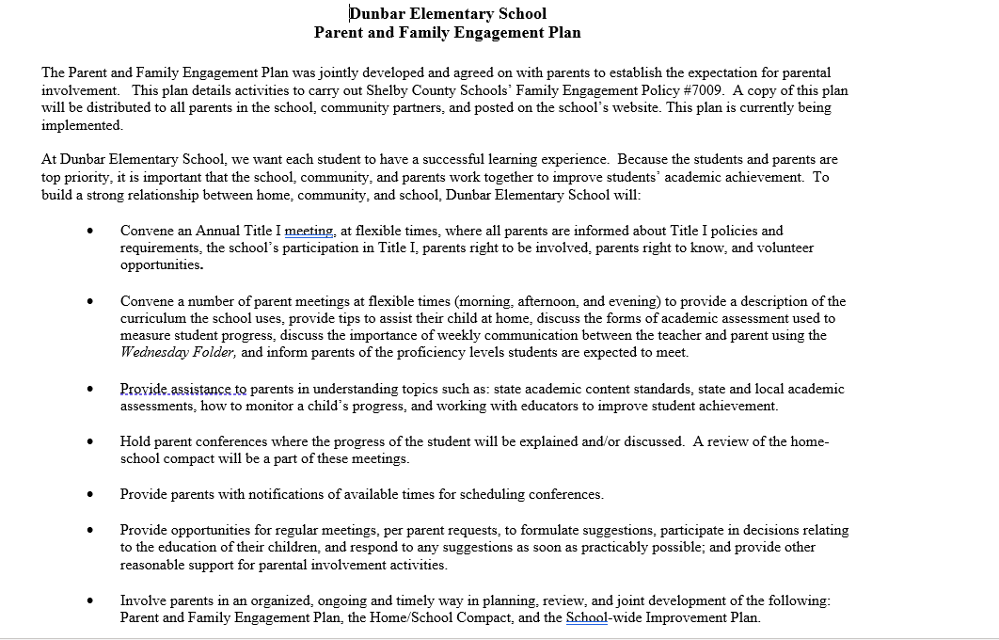 Dunbar Elementary School
Parent and Family Engagement Plan
The Parent and Family Engagement Plan was jointly developed and agreed on with parents to establish the expectation for parental
involvement.   This plan details activities to carry out Shelby County Schools' Family Engagement Policy #7009.  A copy of this plan
will be distributed to all parents in the school, community partners, and posted on the school's website. This plan is currently being
implemented.
At Dunbar Elementary School, we want each student to have a successful learning experience.  Because the students and parents are
top priority, it is important that the school, community, and parents work together to improve students' academic achievement.  To
build a strong relationship between home, community, and school, Dunbar Elementary School will:
• Convene an Annual Title I meeting, at flexible times, where all parents are informed about Title I policies and
requirements, the school's participation in Title I, parents right to be involved, parents right to know, and volunteer
opportunities.
• Convene a number of parent meetings at flexible times (morning, afternoon, and evening) to provide a description of the
curriculum the school uses, provide tips to assist their child at home, discuss the forms of academic assessment used to
measure student progress, discuss the importance of weekly communication between the teacher and parent using the
Wednesday Folder, and inform parents of the proficiency levels students are expected to meet.
• Provide assistance to parents in understanding topics such as: state academic content standards, state and local academic
assessments, how to monitor a child's progress, and working with educators to improve student achievement.
• Hold parent conferences where the progress of the student will be explained and/or discussed.  A review of the home-
school compact will be a part of these meetings.
• Provide parents with notifications of available times for scheduling conferences.
• Provide opportunities for regular meetings, per parent requests, to formulate suggestions, participate in decisions relating
to the education of their children, and respond to any suggestions as soon as practicably possible; and provide other
reasonable support for parental involvement activities.
• Involve parents in an organized, ongoing and timely way in planning, review, and joint development of the following:
Parent and Family Engagement Plan, the Home/School Compact, and the School-wide Improvement Plan.